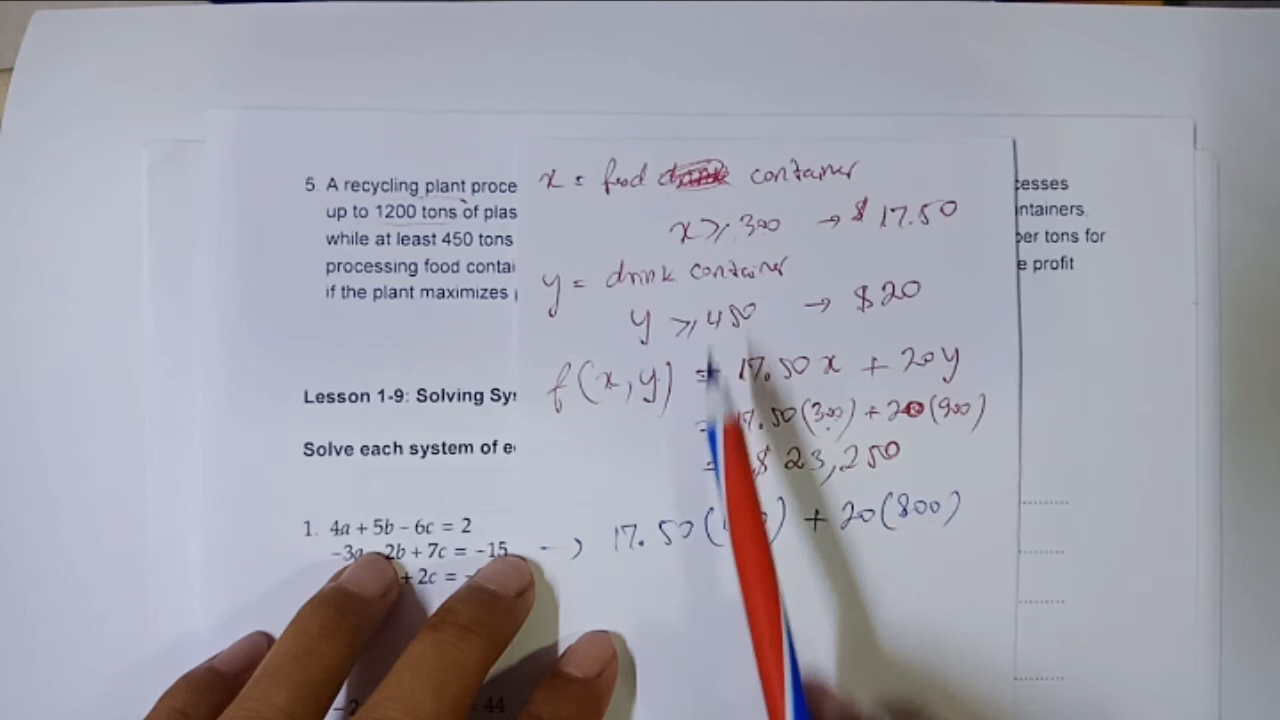 5. A recycling plant proce
up to 1200 tons of plas
while at least 450 tons
processing food contai
if the plant maximizes
x = food container
x ≥ 300 → $ 17.50
y = drink container
y ≥ 450 → $20
f(x,y) = 17.50x + 20y
= 17.50(300) + 20(900)
= $ 23,250
17.50( ) + 20(800)
cesses
ntainers
per tons for
e profit
Lesson 1-9: Solving Sys
Solve each system of e
1. 4a + 5b - 6c = 2
-3a - 2b + 7c = -15
+ 2c =
-2
44